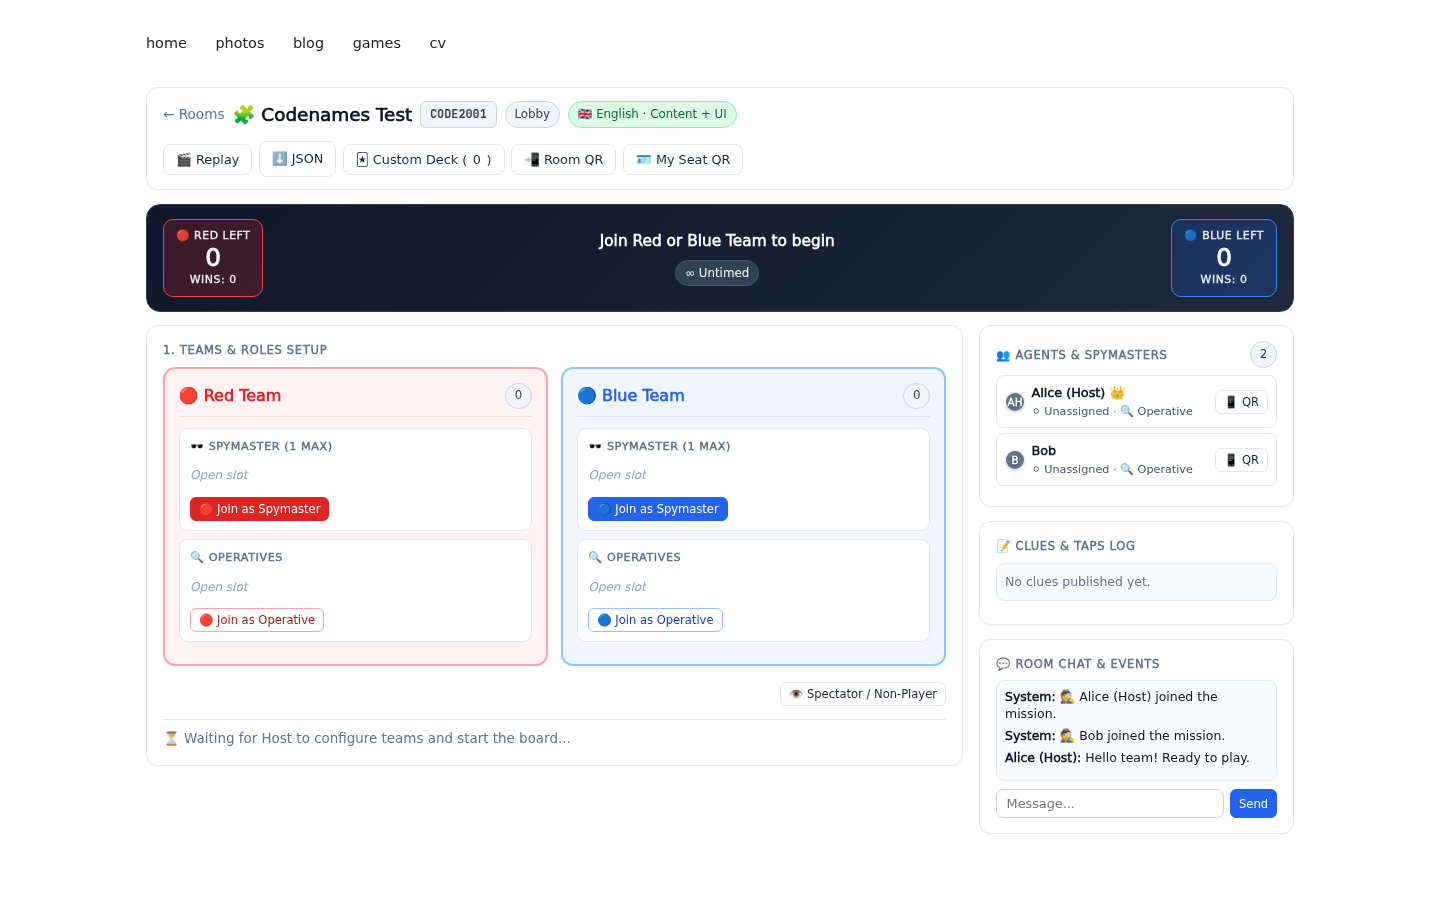 home photos blog games cv
← Rooms 🧩 Codenames Test CODE2001 Lobby 🇬🇧 English · Content + UI
🎬 Replay ⬇️ JSON 🃏 Custom Deck ( 0 ) 📲 Room QR 🪪 My Seat QR
🔴 RED LEFT
0
WINS: 0
Join Red or Blue Team to begin
∞ Untimed
🔵 BLUE LEFT
0
WINS: 0
1. TEAMS & ROLES SETUP
🔴 Red Team 0
🕶️ SPYMASTER (1 MAX)
Open slot
🔴 Join as Spymaster
🔍 OPERATIVES
Open slot
🔴 Join as Operative
🔵 Blue Team 0
🕶️ SPYMASTER (1 MAX)
Open slot
🔵 Join as Spymaster
🔍 OPERATIVES
Open slot
🔵 Join as Operative
👁️ Spectator / Non-Player
⏳ Waiting for Host to configure teams and start the board...
👥 AGENTS & SPYMASTERS 2
AH Alice (Host) 👑
⚪ Unassigned · 🔍 Operative
📱 QR
B Bob
⚪ Unassigned · 🔍 Operative
📱 QR
📝 CLUES & TAPS LOG
No clues published yet.
💬 ROOM CHAT & EVENTS
System: 🕵️ Alice (Host) joined the
mission.
System: 🕵️ Bob joined the mission.
Alice (Host): Hello team! Ready to play.
Message... Send